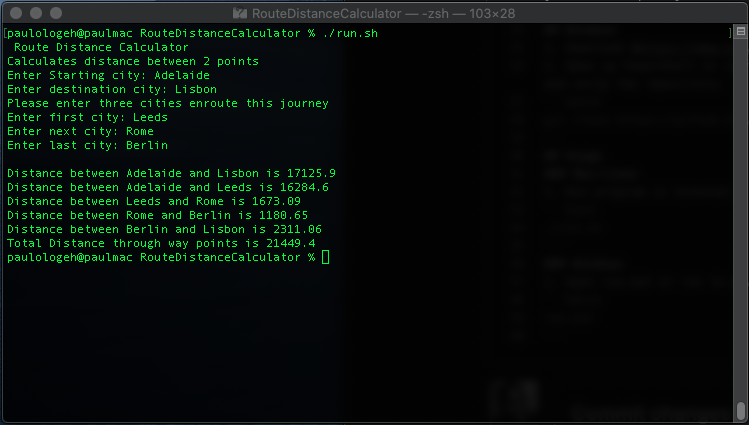 RouteDistanceCalculator — -zsh — 103×28
[paulologeh@paulmac RouteDistanceCalculator % ./run.sh ]
Route Distance Calculator
Calculates distance between 2 points
Enter Starting city: Adelaide
Enter destination city: Lisbon
Please enter three cities enroute this journey
Enter first city: Leeds
Enter next city: Rome
Enter last city: Berlin
Distance between Adelaide and Lisbon is 17125.9
Distance between Adelaide and Leeds is 16284.6
Distance between Leeds and Rome is 1673.09
Distance between Rome and Berlin is 1180.65
Distance between Berlin and Lisbon is 2311.06
Total Distance through way points is 21449.4
paulologeh@paulmac RouteDistanceCalculator %